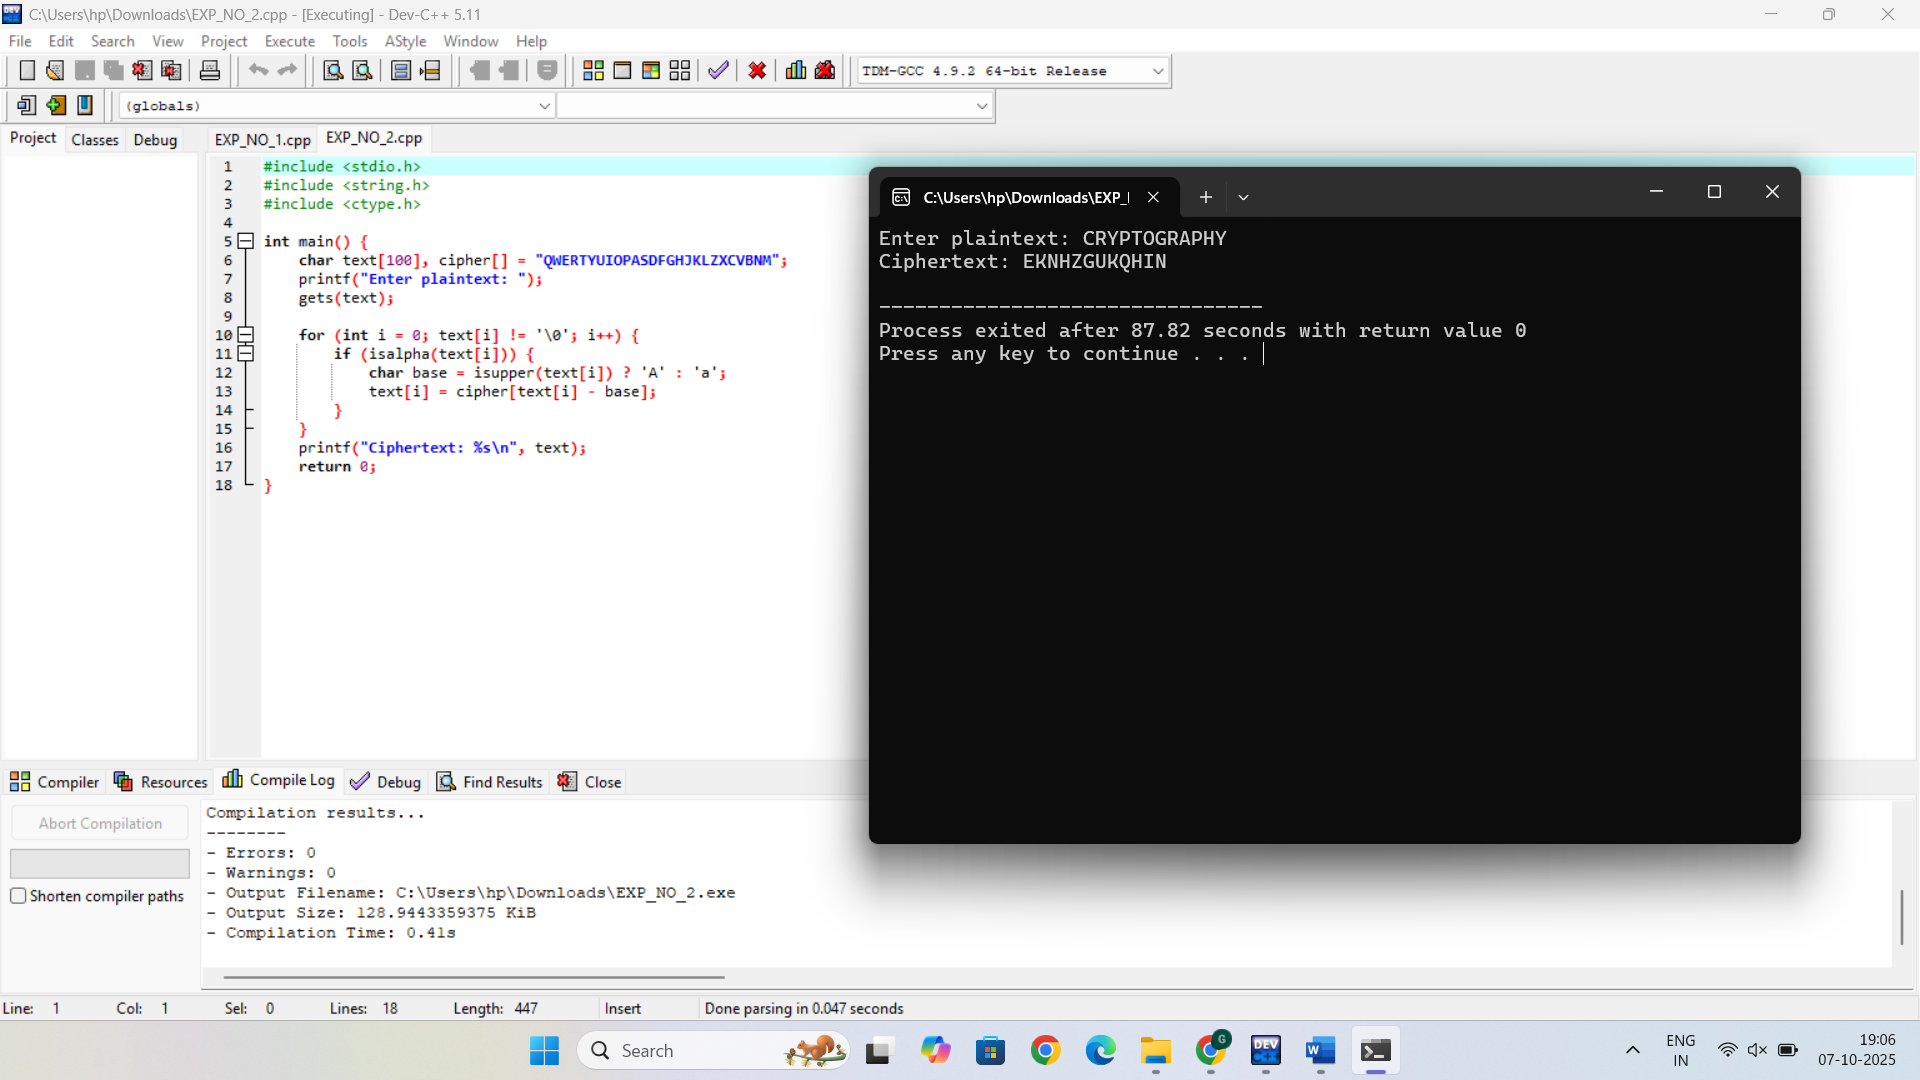 C:\Users\hp\Downloads\EXP_NO_2.cpp - [Executing] - Dev-C++ 5.11
File Edit Search View Project Execute Tools AStyle Window Help
TDM-GCC 4.9.2 64-bit Release
(globals)
Project Classes Debug EXP_NO_1.cpp EXP_NO_2.cpp
1 #include <stdio.h>
2 #include <string.h>
3 #include <ctype.h>
4
5 int main() {
6 char text[100], cipher[] = "QWERTYUIOPASDFGHJKLZXCVBNM";
7 printf("Enter plaintext: ");
8 gets(text);
9
10 for (int i = 0; text[i] != '\0'; i++) {
11 if (isalpha(text[i])) {
12 char base = isupper(text[i]) ? 'A' : 'a';
13 text[i] = cipher[text[i] - base];
14 }
15 }
16 printf("Ciphertext: %s\n", text);
17 return 0;
18 }
C:\Users\hp\Downloads\EXP_
Enter plaintext: CRYPTOGRAPHY
Ciphertext: EKNHZGUKQHIN
--------------------------------
Process exited after 87.82 seconds with return value 0
Press any key to continue . . .
Compiler Resources Compile Log Debug Find Results Close
Abort Compilation
Shorten compiler paths
Compilation results...
--------
- Errors: 0
- Warnings: 0
- Output Filename: C:\Users\hp\Downloads\EXP_NO_2.exe
- Output Size: 128.9443359375 KiB
- Compilation Time: 0.41s
Line: 1 Col: 1 Sel: 0 Lines: 18 Length: 447 Insert Done parsing in 0.047 seconds
Search
ENG
IN
19:06
07-10-2025